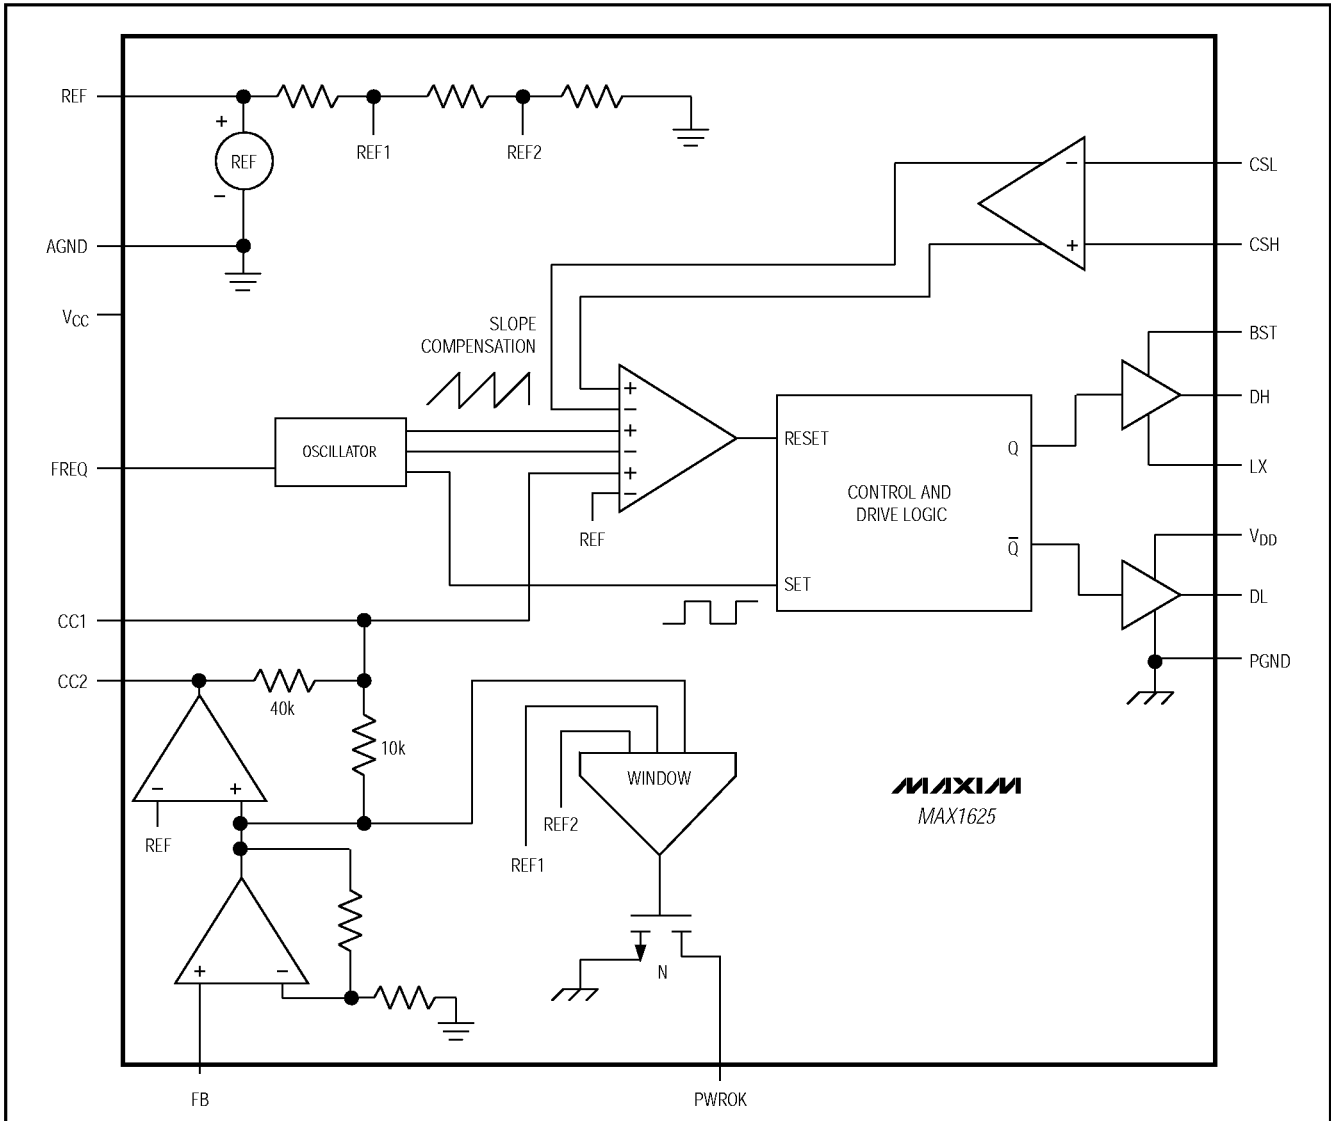 REF
REF
+
−
REF1
REF2
AGND
VCC
CSL
−
CSH
+
SLOPE
COMPENSATION
BST
DH
LX
FREQ
OSCILLATOR
+
−
+
−
+
−
REF
RESET
SET
Q
Q̅
CONTROL AND
DRIVE LOGIC
VDD
DL
PGND
CC1
CC2
40k
10k
−
+
REF
WINDOW
REF2
REF1
MAXIM
MAX1625
+
−
N
FB
PWROK